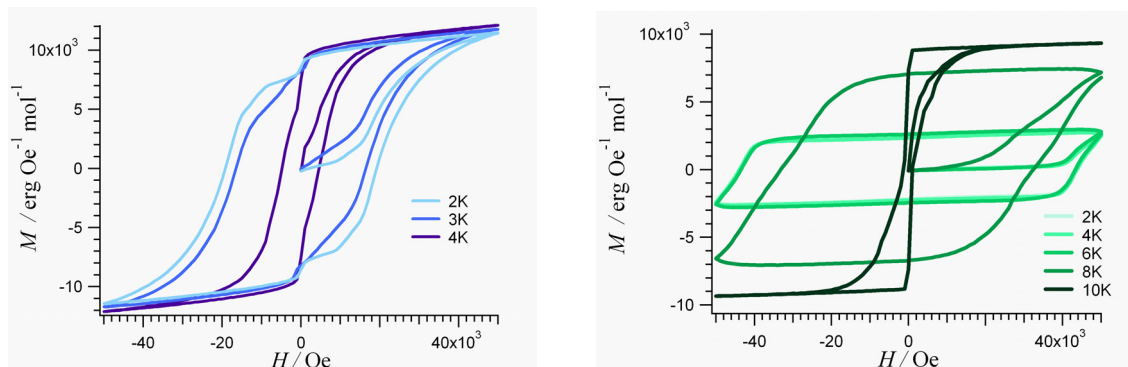 10x10³
5
0
-5
-10
M / erg Oe⁻¹ mol⁻¹
2K
3K
4K
-40 -20 0 20 40x10³
H / Oe
10x10³
5
0
-5
-10
M / erg Oe⁻¹ mol⁻¹
2K
4K
6K
8K
10K
-40 -20 0 20 40x10³
H / Oe